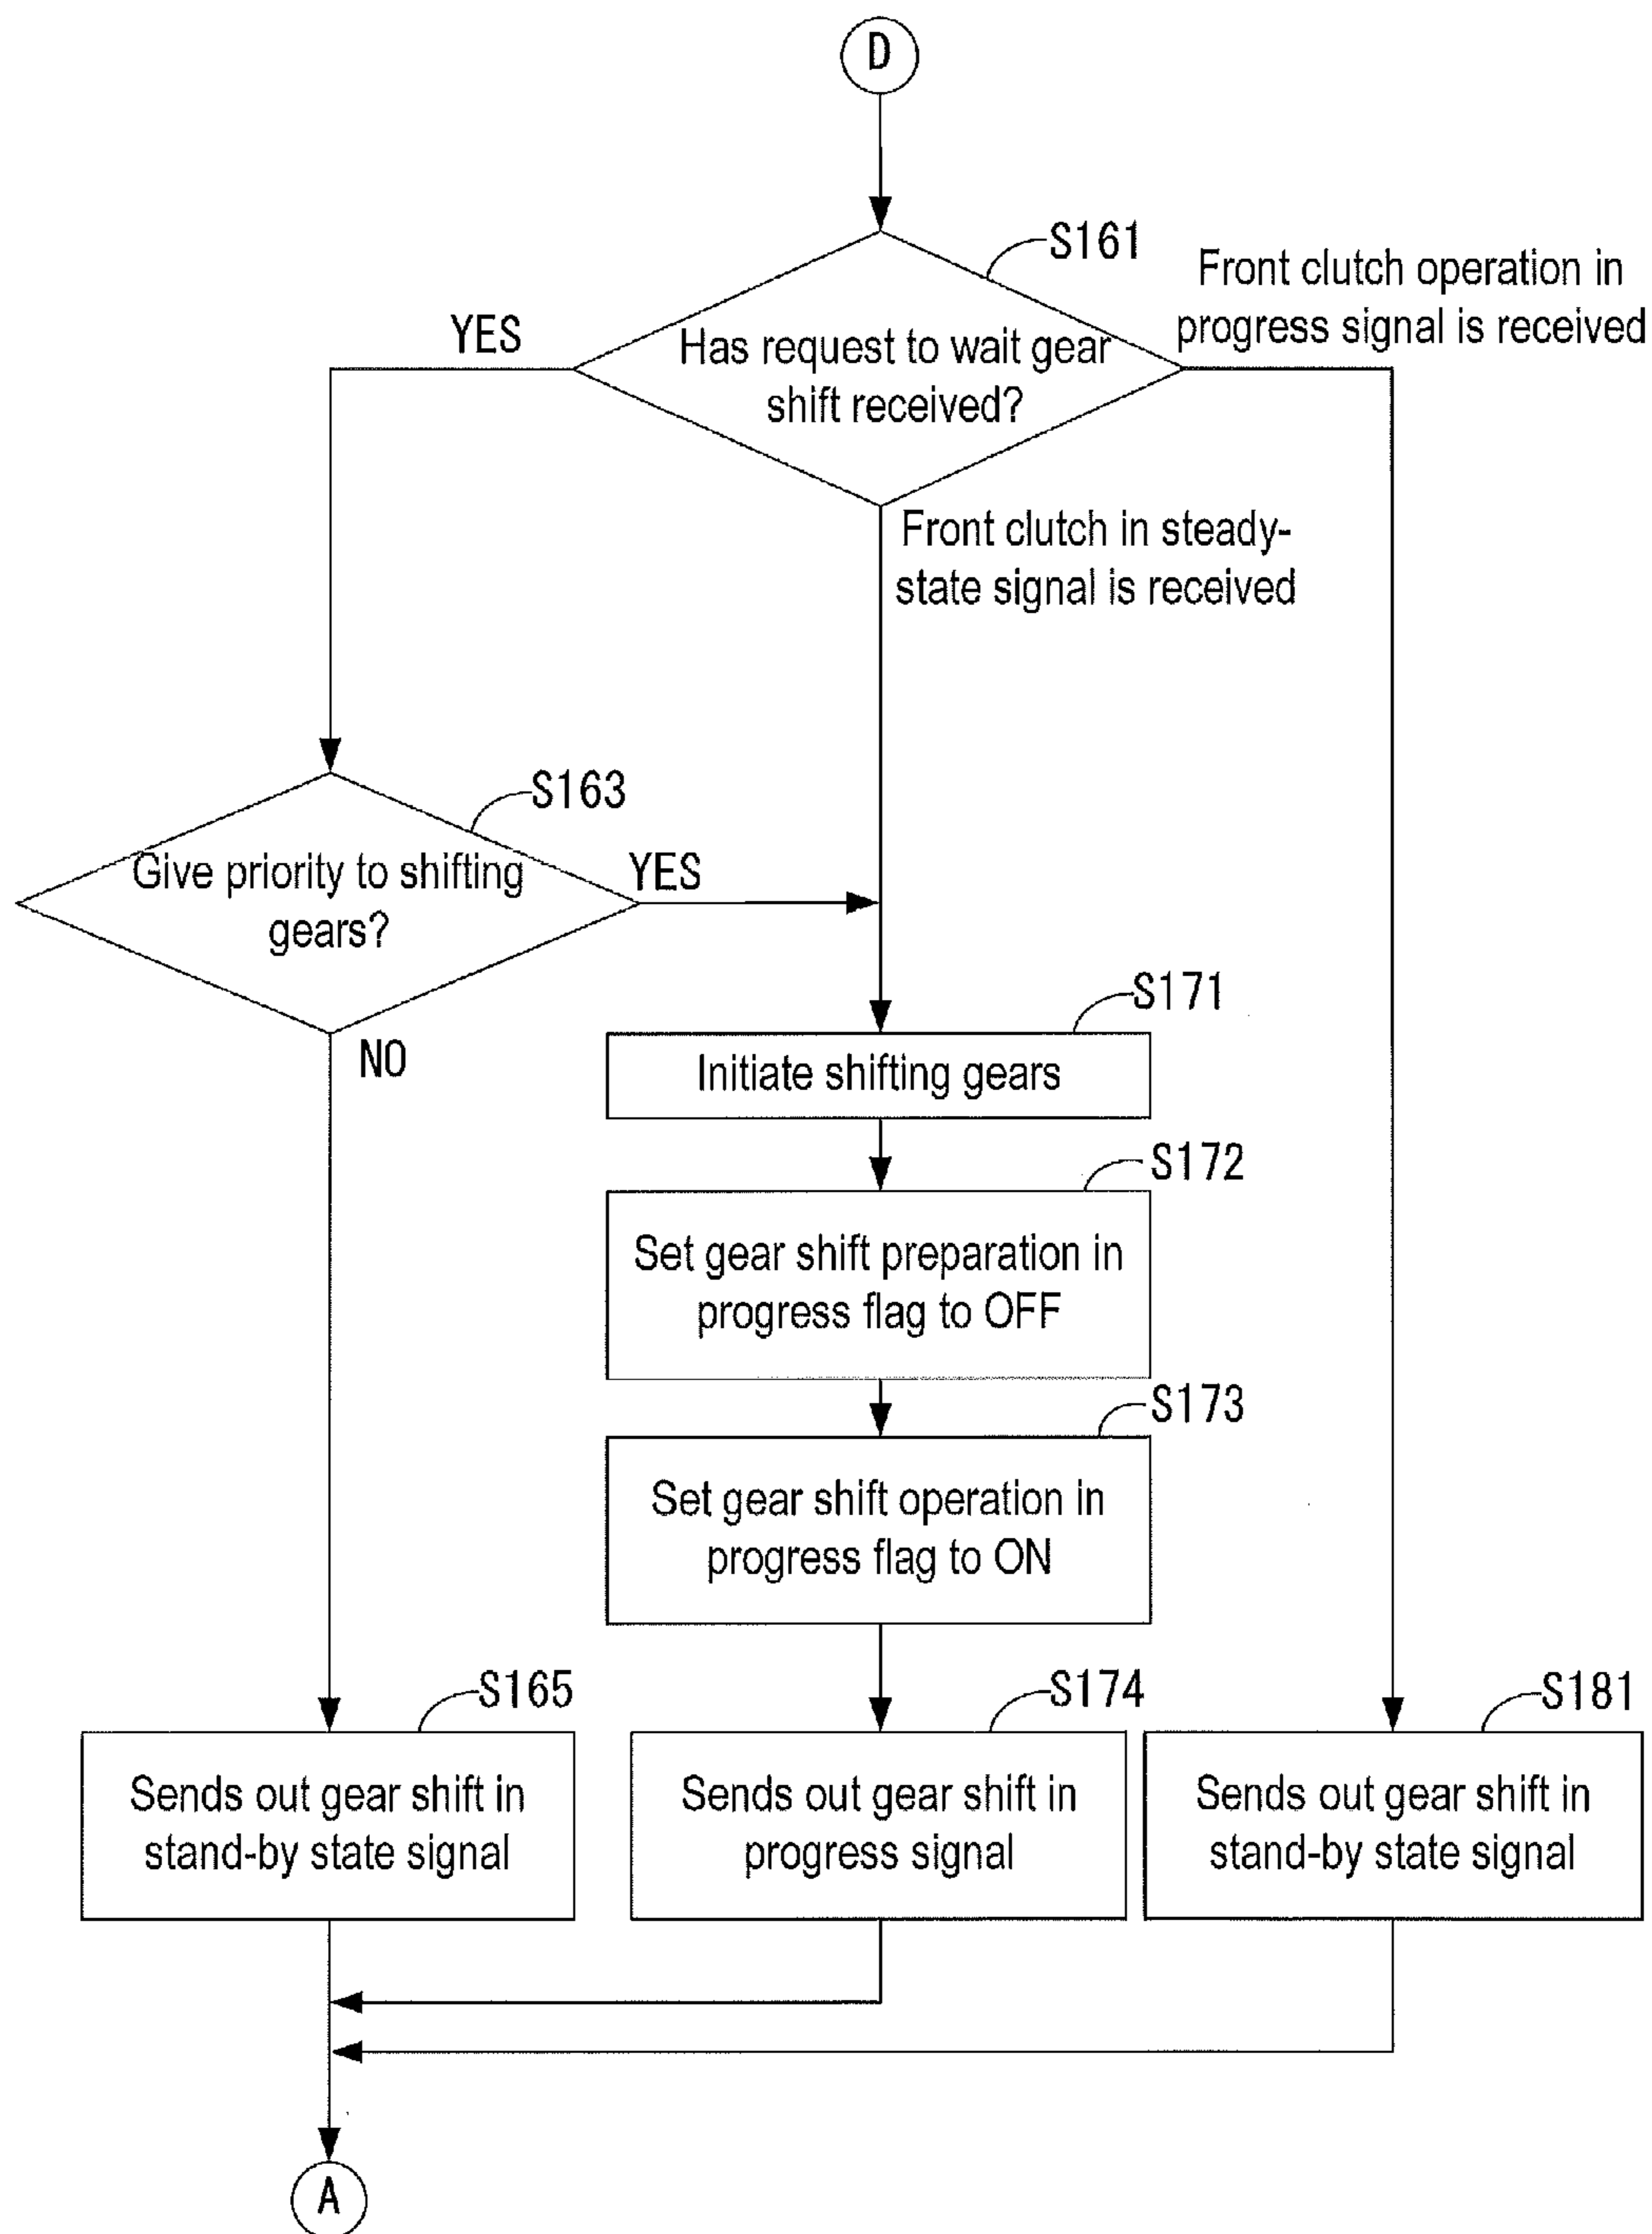 D
S161
Front clutch operation in
progress signal is received
YES
Has request to wait gear
shift received?
Front clutch in steady-
state signal is received
S163
Give priority to shifting
gears?
YES
NO
S171
Initiate shifting gears
S172
Set gear shift preparation in
progress flag to OFF
S173
Set gear shift operation in
progress flag to ON
S165
Sends out gear shift in
stand-by state signal
S174
Sends out gear shift in
progress signal
S181
Sends out gear shift in
stand-by state signal
A